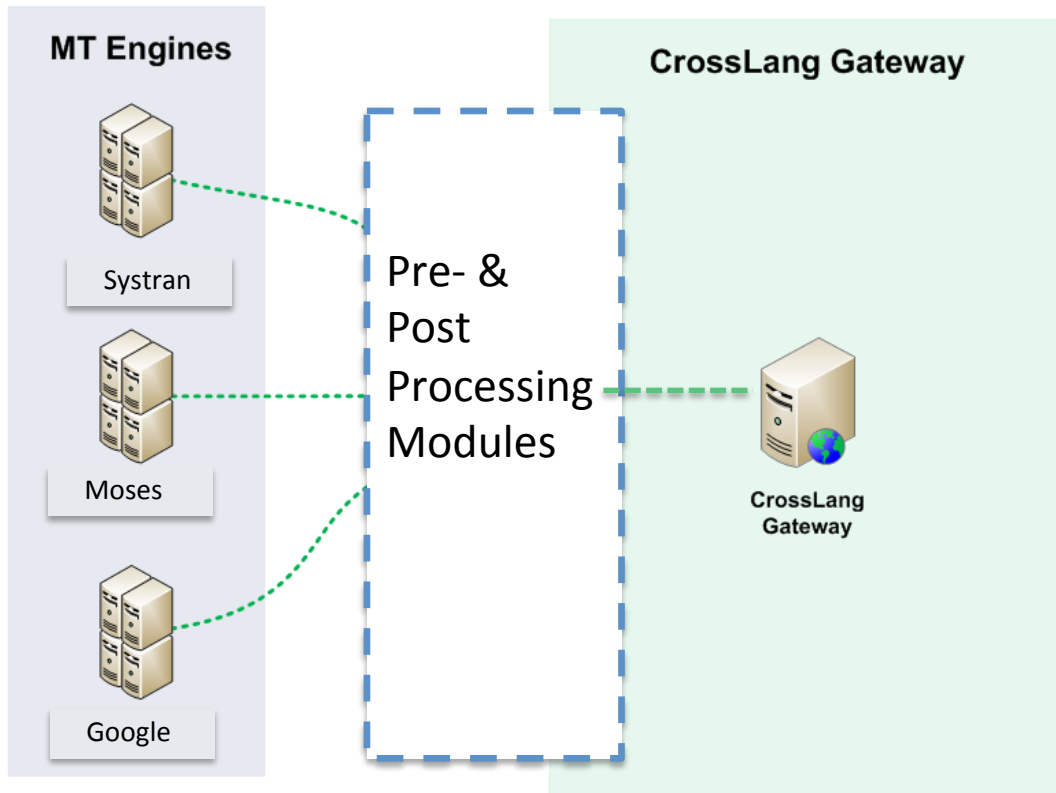 MT Engines
CrossLang Gateway
Systran
Moses
Google
Pre- &
Post
Processing
Modules
CrossLang
Gateway